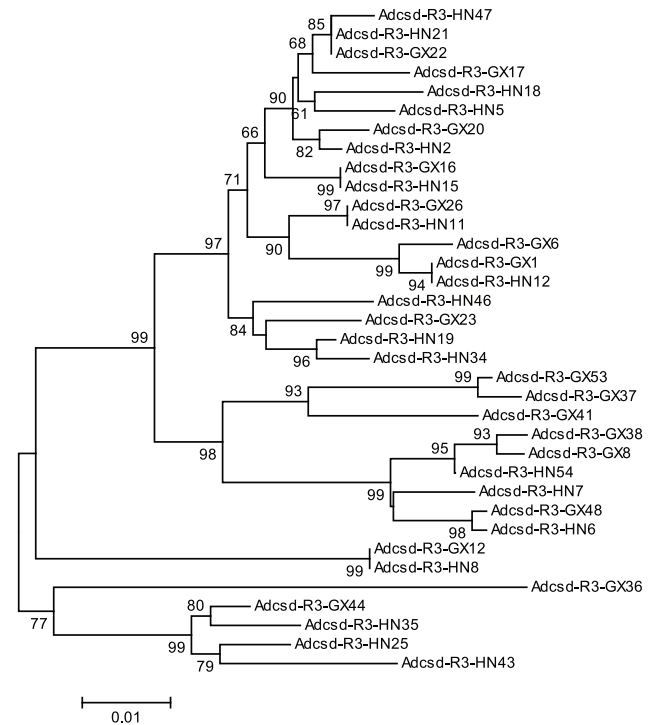 85
Adcsd-R3-HN47
Adcsd-R3-HN21
68
Adcsd-R3-GX22
Adcsd-R3-GX17
90
Adcsd-R3-HN18
61
Adcsd-R3-HN5
66
Adcsd-R3-GX20
82
Adcsd-R3-HN2
71
Adcsd-R3-GX16
99
Adcsd-R3-HN15
97
Adcsd-R3-GX26
Adcsd-R3-HN11
97
90
Adcsd-R3-GX6
99
Adcsd-R3-GX1
94
Adcsd-R3-HN12
Adcsd-R3-HN46
84
Adcsd-R3-GX23
99
Adcsd-R3-HN19
96
Adcsd-R3-HN34
99
Adcsd-R3-GX53
93
Adcsd-R3-GX37
Adcsd-R3-GX41
93
Adcsd-R3-GX38
98
95
Adcsd-R3-GX8
Adcsd-R3-HN54
99
Adcsd-R3-HN7
Adcsd-R3-GX48
98
Adcsd-R3-HN6
Adcsd-R3-GX12
99
Adcsd-R3-HN8
Adcsd-R3-GX36
80
Adcsd-R3-GX44
77
Adcsd-R3-HN35
99
Adcsd-R3-HN25
79
Adcsd-R3-HN43
0.01